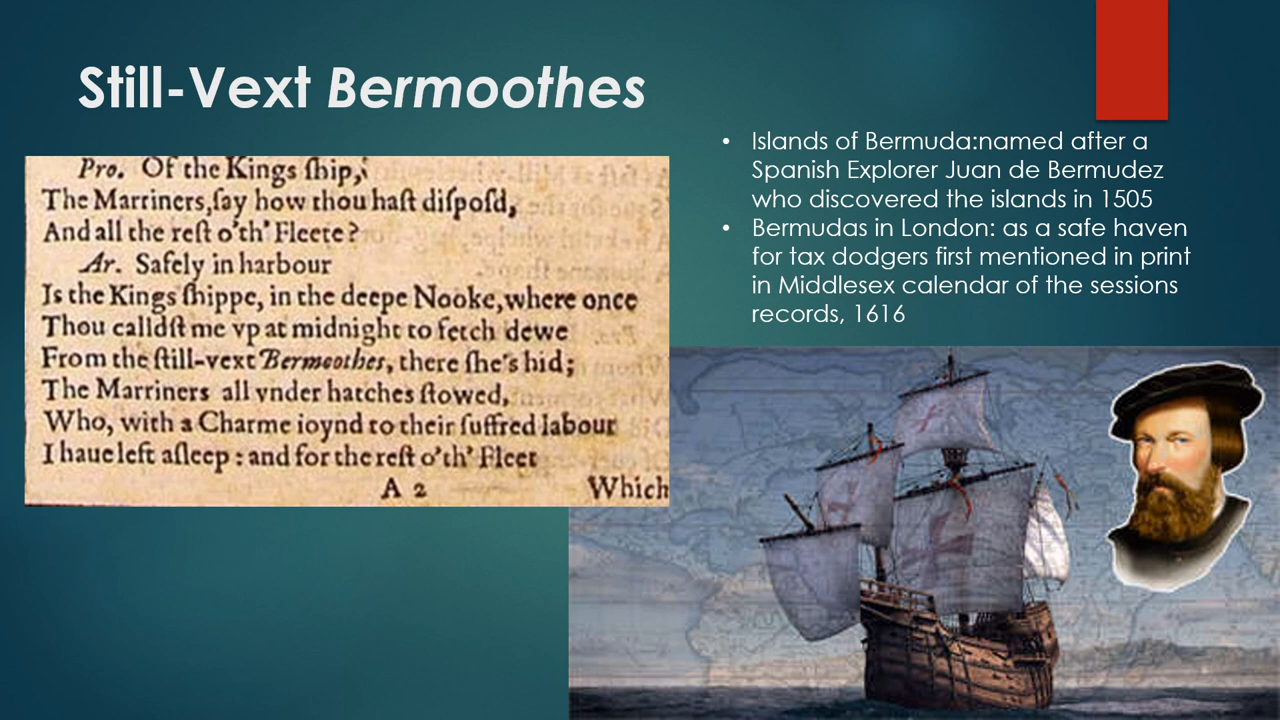 Still-Vext Bermoothes
Pro. Of the Kings ſhip,
The Marriners, ſay how thou haſt diſpoſd,
And all the reſt o'th' Fleete?
Ar. Safely in harbour
Is the Kings ſhippe, in the deepe Nooke, where once
Thou calldſt me vp at midnight to fetch dewe
From the ſtill-vext Bermoothes, there ſhe's hid;
The Marriners all vnder hatches ſtowed,
Who, with a Charme ioynd to their ſuffred labour
I haue left aſleep : and for the reſt o'th' Fleet
A 2 Which
• Islands of Bermuda:named after a
Spanish Explorer Juan de Bermudez
who discovered the islands in 1505
• Bermudas in London: as a safe haven
for tax dodgers first mentioned in print
in Middlesex calendar of the sessions
records, 1616